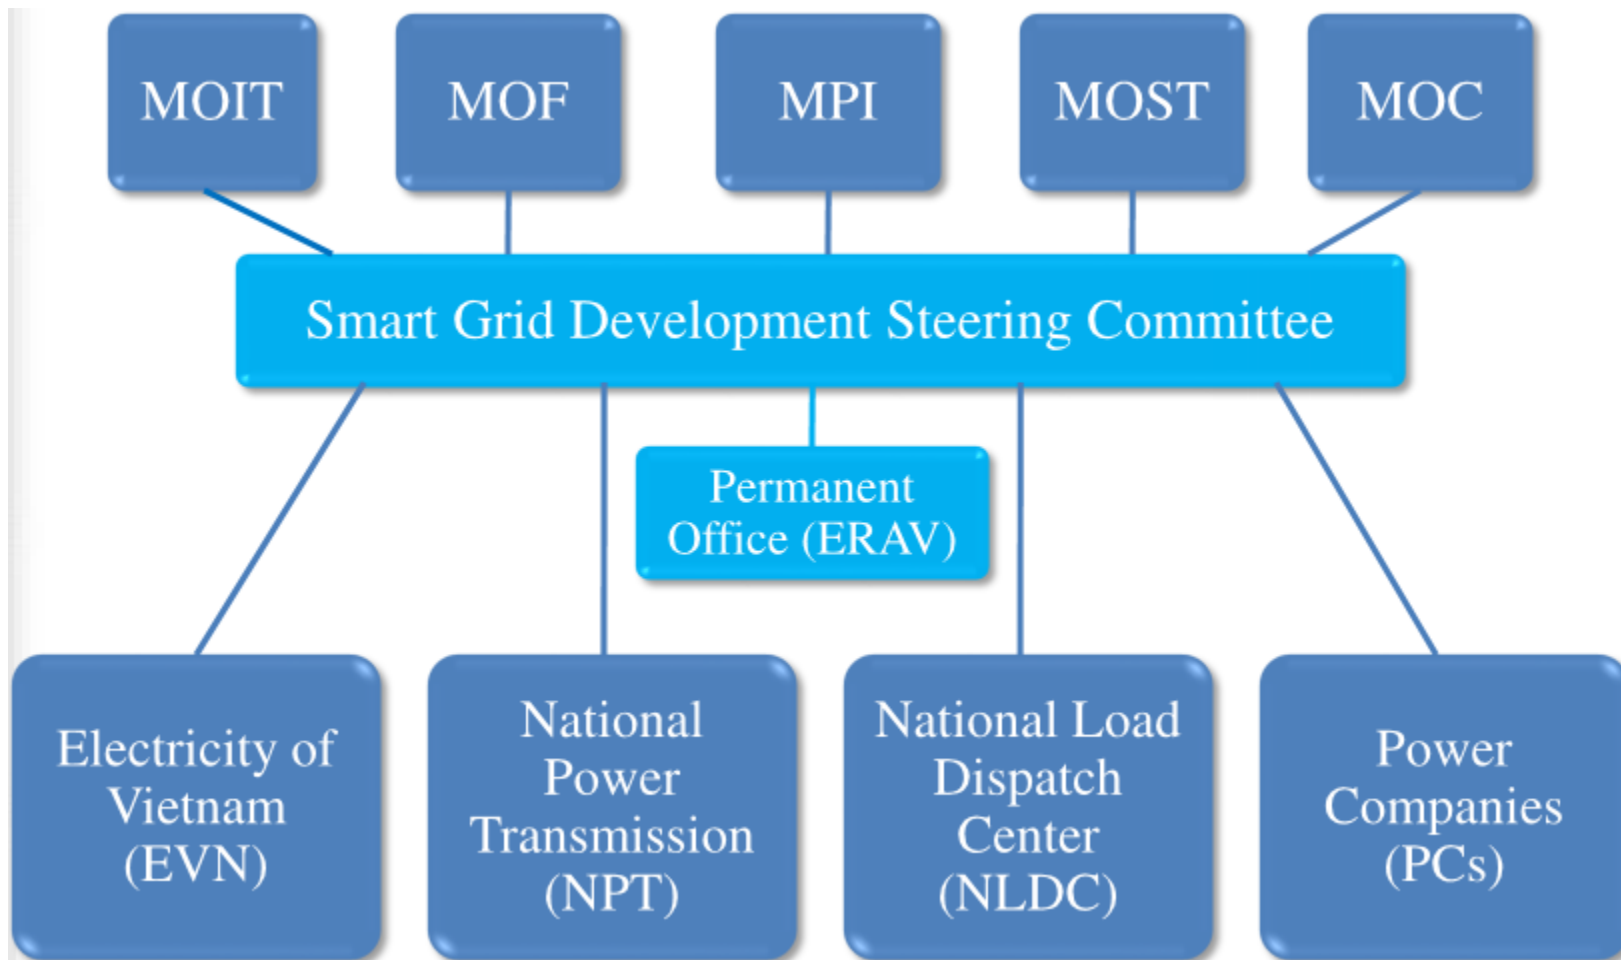 MOIT
MOF
MPI
MOST
MOC
Smart Grid Development Steering Committee
Permanent
Office (ERAV)
Electricity of
Vietnam
(EVN)
National
Power
Transmission
(NPT)
National Load
Dispatch
Center
(NLDC)
Power
Companies
(PCs)